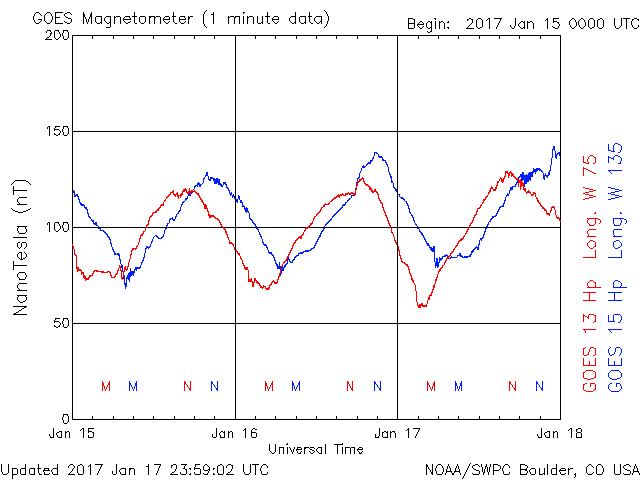 GOES Magnetometer (1 minute data)
Begin: 2017 Jan 15 0000 UTC
200
150
100
50
0
NanoTesla (nT)
M M N N M M N N M M N N
Jan 15 Jan 16 Jan 17 Jan 18
Universal Time
GOES 13 Hp Long. W 75
GOES 15 Hp Long. W 135
Updated 2017 Jan 17 23:59:02 UTC
NOAA/SWPC Boulder, CO USA